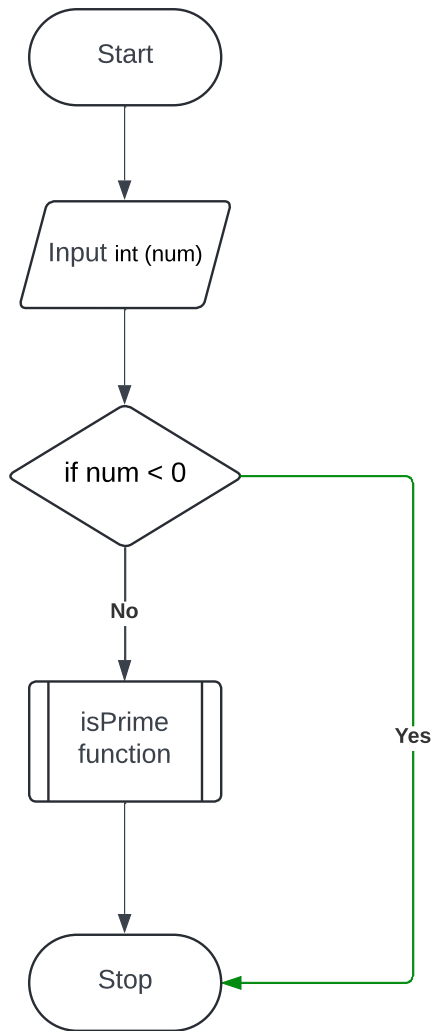 Start
Input int (num)
if num < 0
No
isPrime
function
Yes
Stop